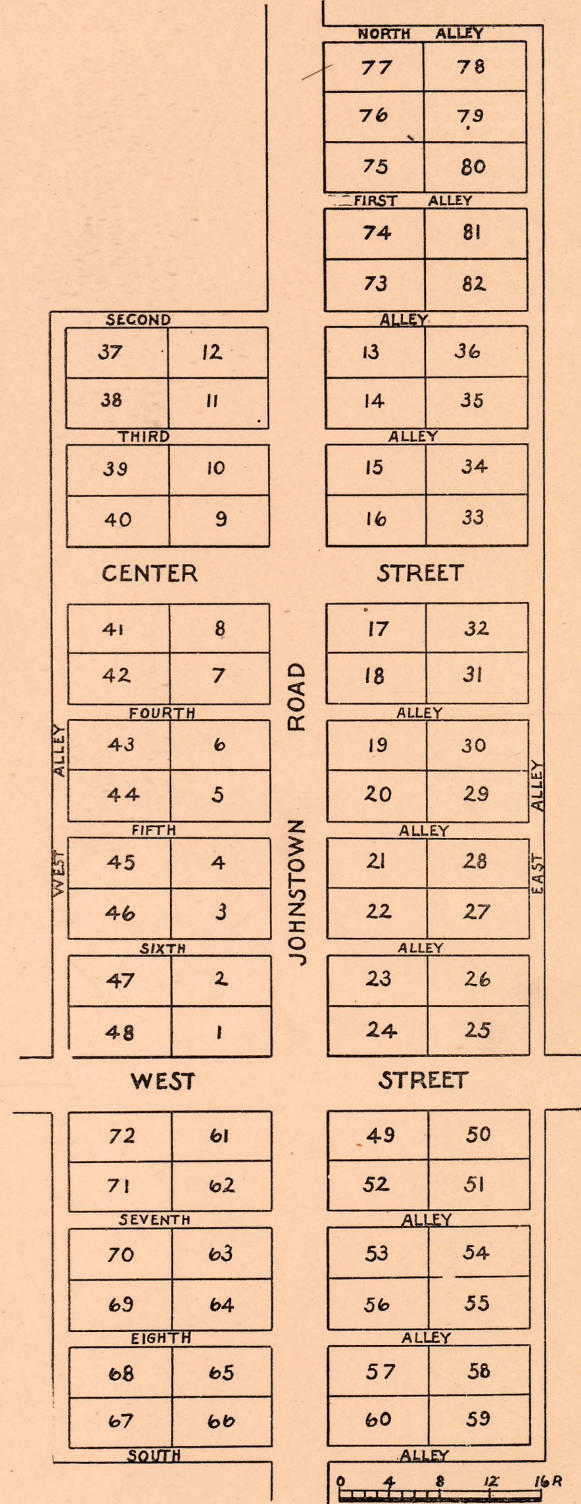 NORTH ALLEY
77 78
76 79
75 80
FIRST ALLEY
74 81
73 82
SECOND ALLEY
37 12 13 36
38 11 14 35
THIRD ALLEY
39 10 15 34
40 9 16 33
CENTER STREET
41 8 17 32
42 7 18 31
FOURTH ALLEY
43 6 19 30
44 5 20 29
FIFTH ALLEY
45 4 21 28
46 3 22 27
SIXTH ALLEY
47 2 23 26
48 1 24 25
WEST ALLEY
JOHNSTOWN ROAD
EAST ALLEY
WEST STREET
72 61 49 50
71 62 52 51
SEVENTH ALLEY
70 63 53 54
69 64 56 55
EIGHTH ALLEY
68 65 57 58
67 66 60 59
SOUTH ALLEY
0 4 8 12 16 R